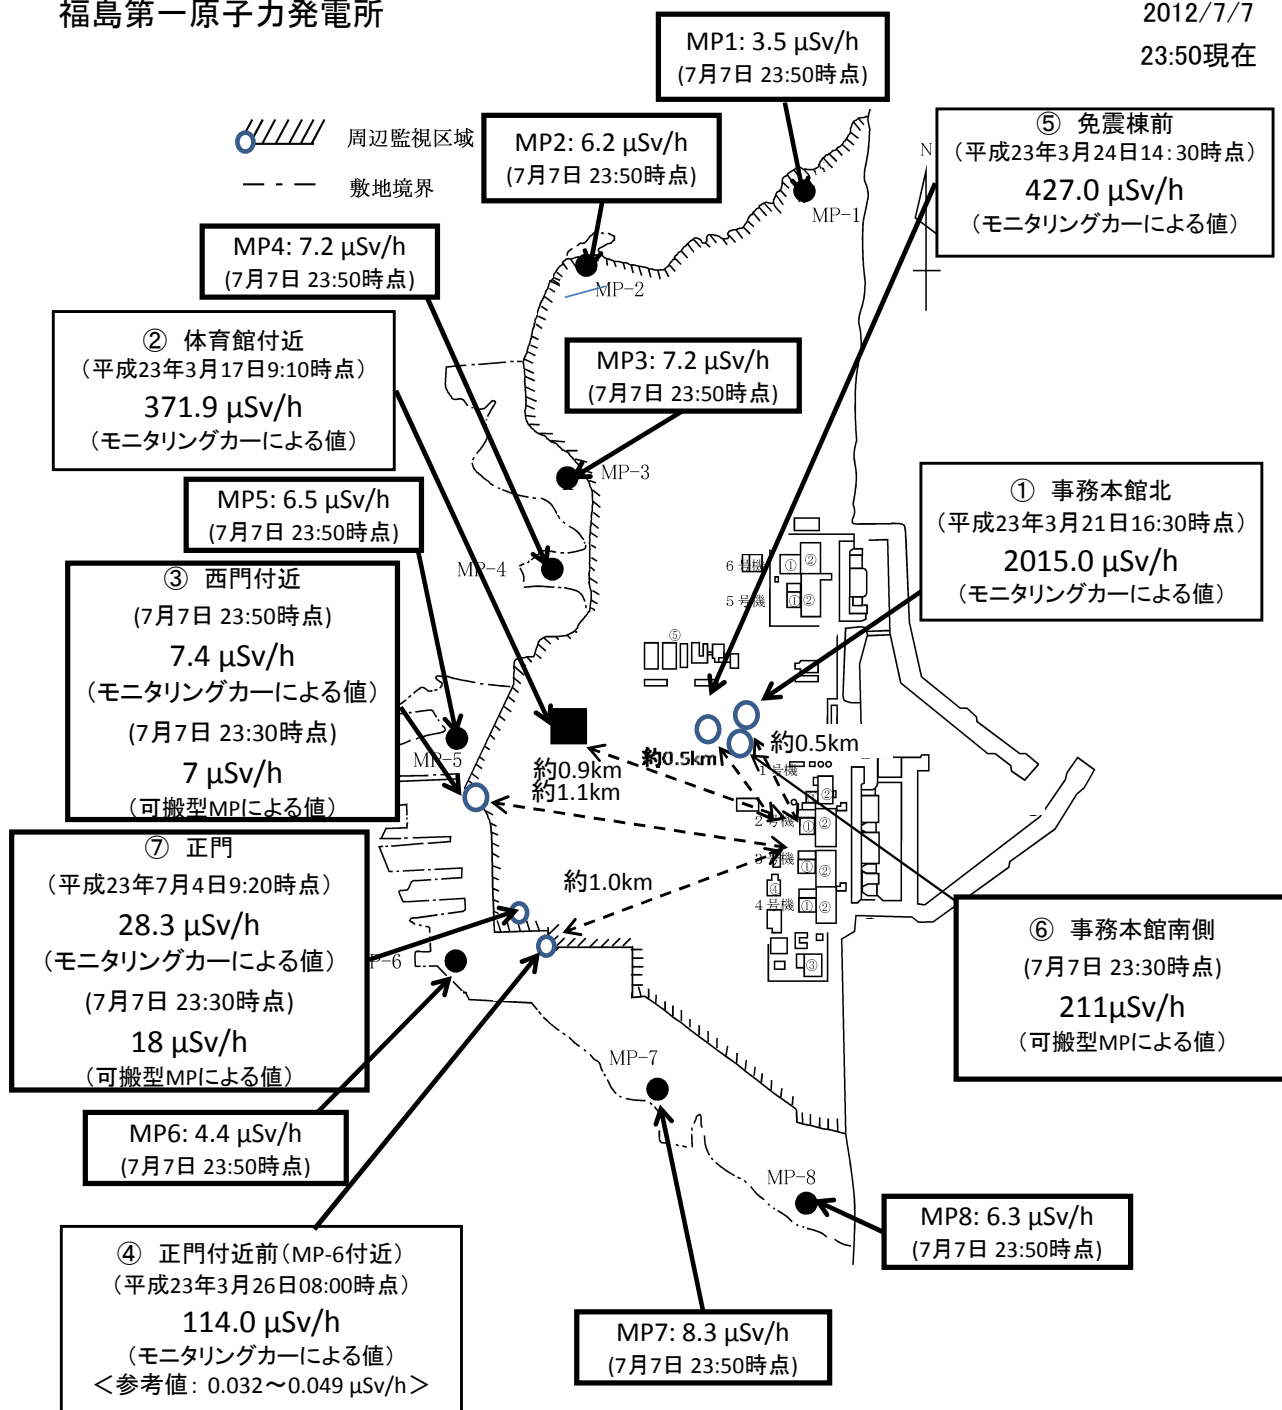 福島第一原子力発電所
2012/7/7
23:50現在
MP1: 3.5 μSv/h
(7月7日 23:50時点)
周辺監視区域
敷地境界
MP2: 6.2 μSv/h
(7月7日 23:50時点)
⑤ 免震棟前
（平成23年3月24日14:30時点）
427.0 μSv/h
（モニタリングカーによる値）
N
MP-1
MP4: 7.2 μSv/h
(7月7日 23:50時点)
MP-2
② 体育館付近
（平成23年3月17日9:10時点）
371.9 μSv/h
（モニタリングカーによる値）
MP3: 7.2 μSv/h
(7月7日 23:50時点)
MP-3
MP5: 6.5 μSv/h
(7月7日 23:50時点)
① 事務本館北
（平成23年3月21日16:30時点）
2015.0 μSv/h
（モニタリングカーによる値）
MP-4
③ 西門付近
(7月7日 23:50時点)
7.4 μSv/h
（モニタリングカーによる値）
(7月7日 23:30時点)
7 μSv/h
（可搬型MPによる値）
6号機
①
②
5号機
①
②
⑤
MP-5
約0.9km
約1.1km
約0.5km
約0.5km
1号機
②
2号機
①
②
3号機
①
②
④
4号機
①
②
③
約1.0km
⑦ 正門
（平成23年7月4日9:20時点）
28.3 μSv/h
（モニタリングカーによる値）
(7月7日 23:30時点)
18 μSv/h
（可搬型MPによる値）
P-6
⑥ 事務本館南側
(7月7日 23:30時点)
211μSv/h
（可搬型MPによる値）
MP-7
MP6: 4.4 μSv/h
(7月7日 23:50時点)
MP-8
MP8: 6.3 μSv/h
(7月7日 23:50時点)
④ 正門付近前（MP-6付近）
（平成23年3月26日08:00時点）
114.0 μSv/h
（モニタリングカーによる値）
＜参考値: 0.032～0.049 μSv/h＞
MP7: 8.3 μSv/h
(7月7日 23:50時点)